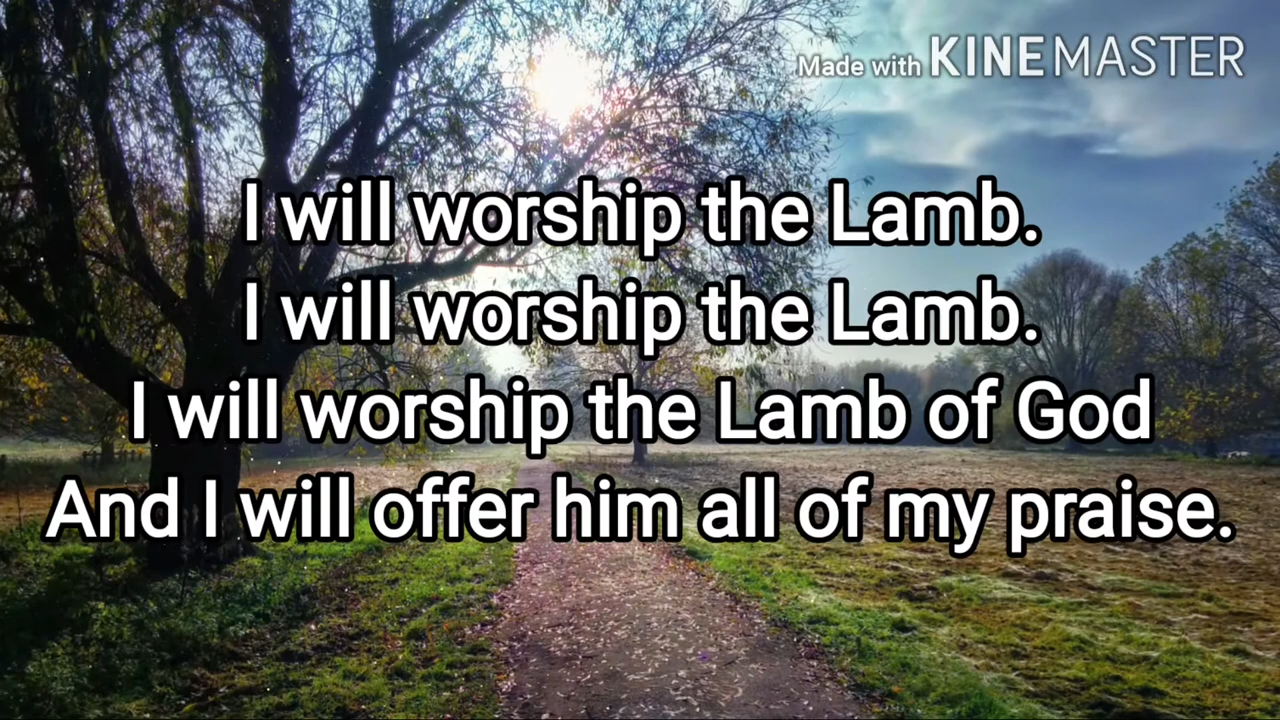 Made with KINEMASTER
I will worship the Lamb.
I will worship the Lamb.
I will worship the Lamb of God
And I will offer him all of my praise.